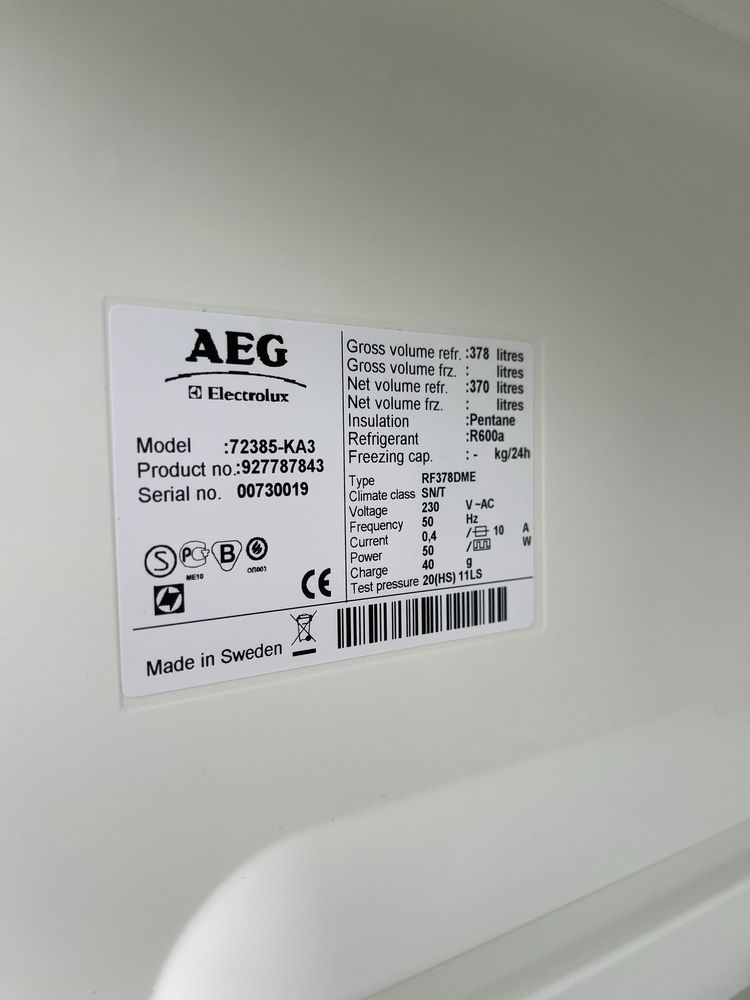 AEG
Electrolux
Model :72385-KA3
Product no.:927787843
Serial no. 00730019
S PG B
ME10 ОП003
CE
Made in Sweden
Gross volume refr. :378 litres
Gross volume frz. : litres
Net volume refr. :370 litres
Net volume frz. : litres
Insulation :Pentane
Refrigerant :R600a
Freezing cap. : - kg/24h
Type RF378DME
Climate class SN/T
Voltage 230 V ~AC
Frequency 50 Hz
Current 0,4 / 10 A
Power 50 / W
Charge 40 g
Test pressure 20(HS) 11LS